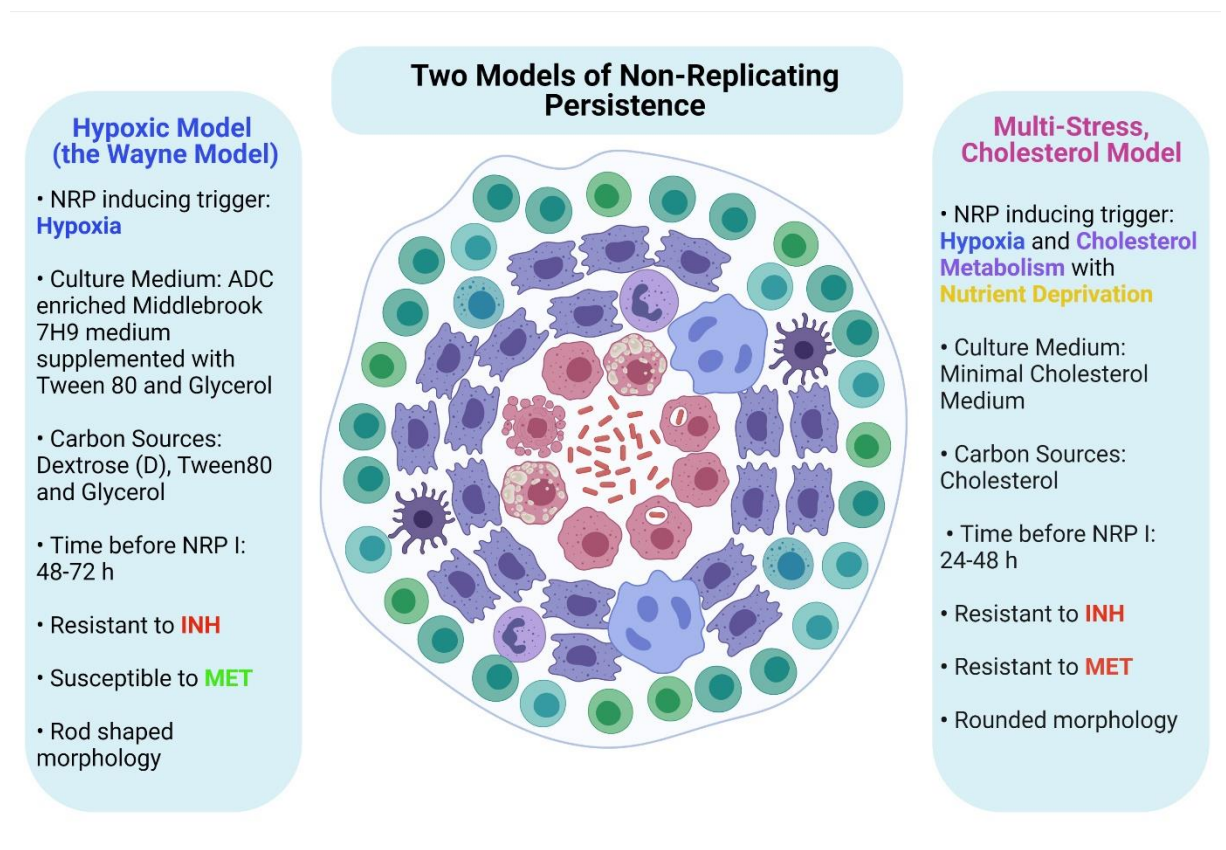 Two Models of Non-Replicating
Persistence
Hypoxic Model
(the Wayne Model)
• NRP inducing trigger:
Hypoxia
• Culture Medium: ADC
enriched Middlebrook
7H9 medium
supplemented with
Tween 80 and Glycerol
• Carbon Sources:
Dextrose (D), Tween80
and Glycerol
• Time before NRP I:
48-72 h
• Resistant to INH
• Susceptible to MET
• Rod shaped
morphology
Multi-Stress,
Cholesterol Model
• NRP inducing trigger:
Hypoxia and Cholesterol
Metabolism with
Nutrient Deprivation
• Culture Medium:
Minimal Cholesterol
Medium
• Carbon Sources:
Cholesterol
• Time before NRP I:
24-48 h
• Resistant to INH
• Resistant to MET
• Rounded morphology